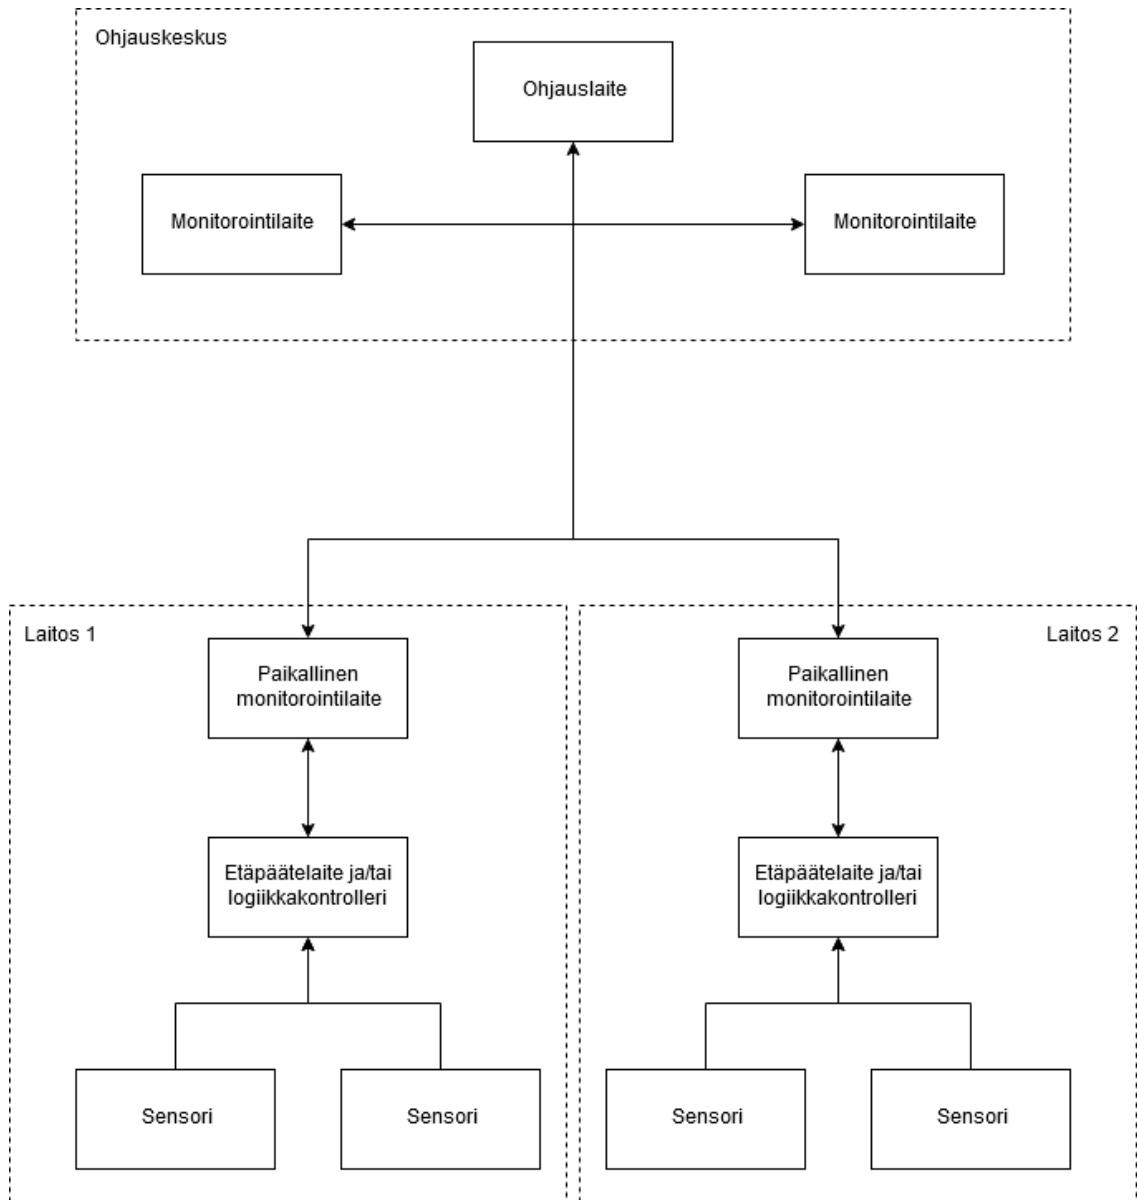 Ohjauskeskus
Ohjauslaite
Monitorointilaite
Monitorointilaite
Laitos 1
Laitos 2
Paikallinen
monitorointilaite
Paikallinen
monitorointilaite
Etäpäätelaite ja/tai
logiikkakontrolleri
Etäpäätelaite ja/tai
logiikkakontrolleri
Sensori
Sensori
Sensori
Sensori